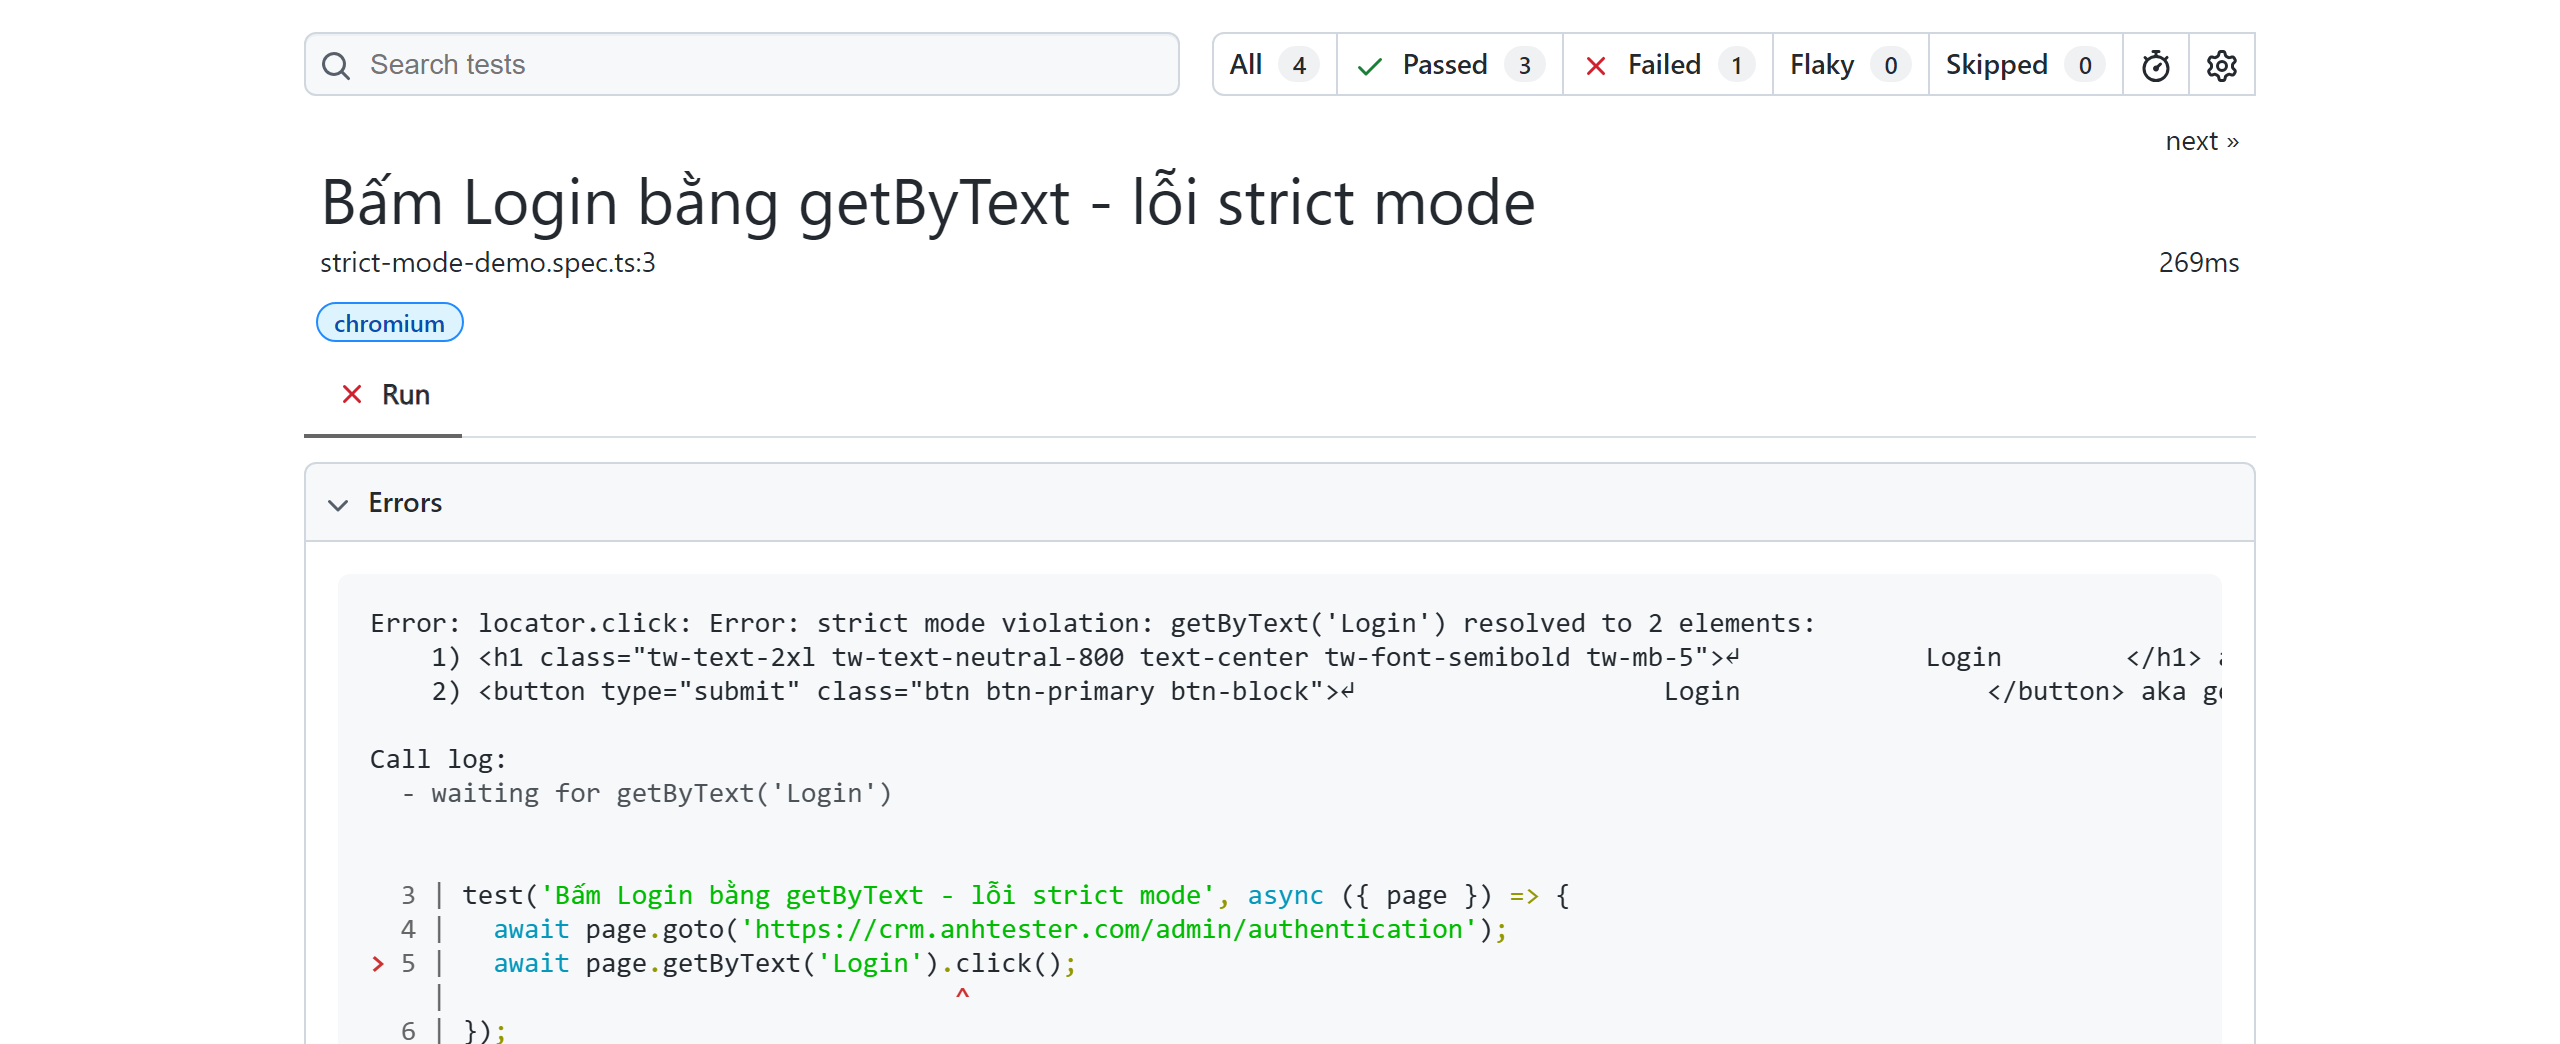 Search tests
All 4 Passed 3 Failed 1 Flaky 0 Skipped 0
next »
Bấm Login bằng getByText - lỗi strict mode
strict-mode-demo.spec.ts:3 269ms
chromium
Run
Errors
Error: locator.click: Error: strict mode violation: getByText('Login') resolved to 2 elements:
1) <h1 class="tw-text-2xl tw-text-neutral-800 text-center tw-font-semibold tw-mb-5">↵ Login </h1>
2) <button type="submit" class="btn btn-primary btn-block">↵ Login </button> aka
Call log:
- waiting for getByText('Login')
3 | test('Bấm Login bằng getByText - lỗi strict mode', async ({ page }) => {
4 | await page.goto('https://crm.anhtester.com/admin/authentication');
> 5 | await page.getByText('Login').click();
| ^
6 | });